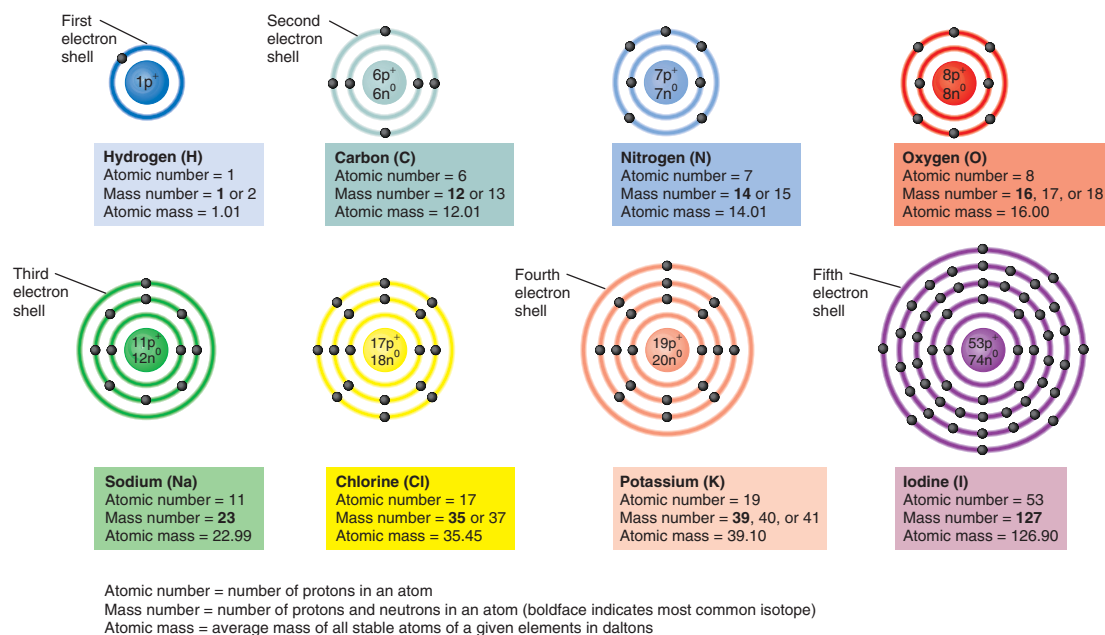 First
electron
shell
Second
electron
shell
1p+
6p+
6n0
7p+
7n0
8p+
8n0
Hydrogen (H)
Atomic number = 1
Mass number = 1 or 2
Atomic mass = 1.01
Carbon (C)
Atomic number = 6
Mass number = 12 or 13
Atomic mass = 12.01
Nitrogen (N)
Atomic number = 7
Mass number = 14 or 15
Atomic mass = 14.01
Oxygen (O)
Atomic number = 8
Mass number = 16, 17, or 18
Atomic mass = 16.00
Third
electron
shell
Fourth
electron
shell
Fifth
electron
shell
11p+
12n0
17p+
18n0
19p+
20n0
53p+
74n0
Sodium (Na)
Atomic number = 11
Mass number = 23
Atomic mass = 22.99
Chlorine (Cl)
Atomic number = 17
Mass number = 35 or 37
Atomic mass = 35.45
Potassium (K)
Atomic number = 19
Mass number = 39, 40, or 41
Atomic mass = 39.10
Iodine (I)
Atomic number = 53
Mass number = 127
Atomic mass = 126.90
Atomic number = number of protons in an atom
Mass number = number of protons and neutrons in an atom (boldface indicates most common isotope)
Atomic mass = average mass of all stable atoms of a given elements in daltons